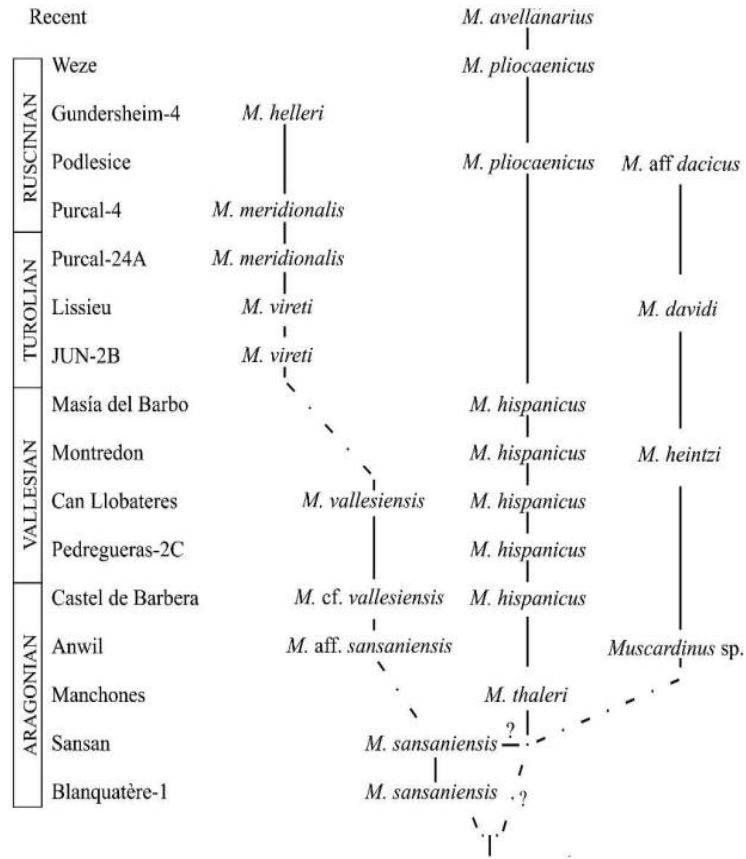 Recent M. avellanarius
Weze M. pliocaenicus
Gundersheim-4 M. helleri
Podlesice M. pliocaenicus M. aff dacicus
Purcal-4 M. meridionalis
RUSCINIAN
Purcal-24A M. meridionalis
Lissieu M. vireti M. davidi
JUN-2B M. vireti
TUROLIAN
Masía del Barbo M. hispanicus
Montredon M. hispanicus M. heintzi
Can Llobateres M. vallesiensis M. hispanicus
Pedregueras-2C M. hispanicus
VALLESIAN
Castel de Barbera M. cf. vallesiensis M. hispanicus
Anwil M. aff. sansaniensis Muscardinus sp.
Manchones M. thaleri
?
Sansan M. sansaniensis
Blanquatère-1 M. sansaniensis ?
ARAGONIAN